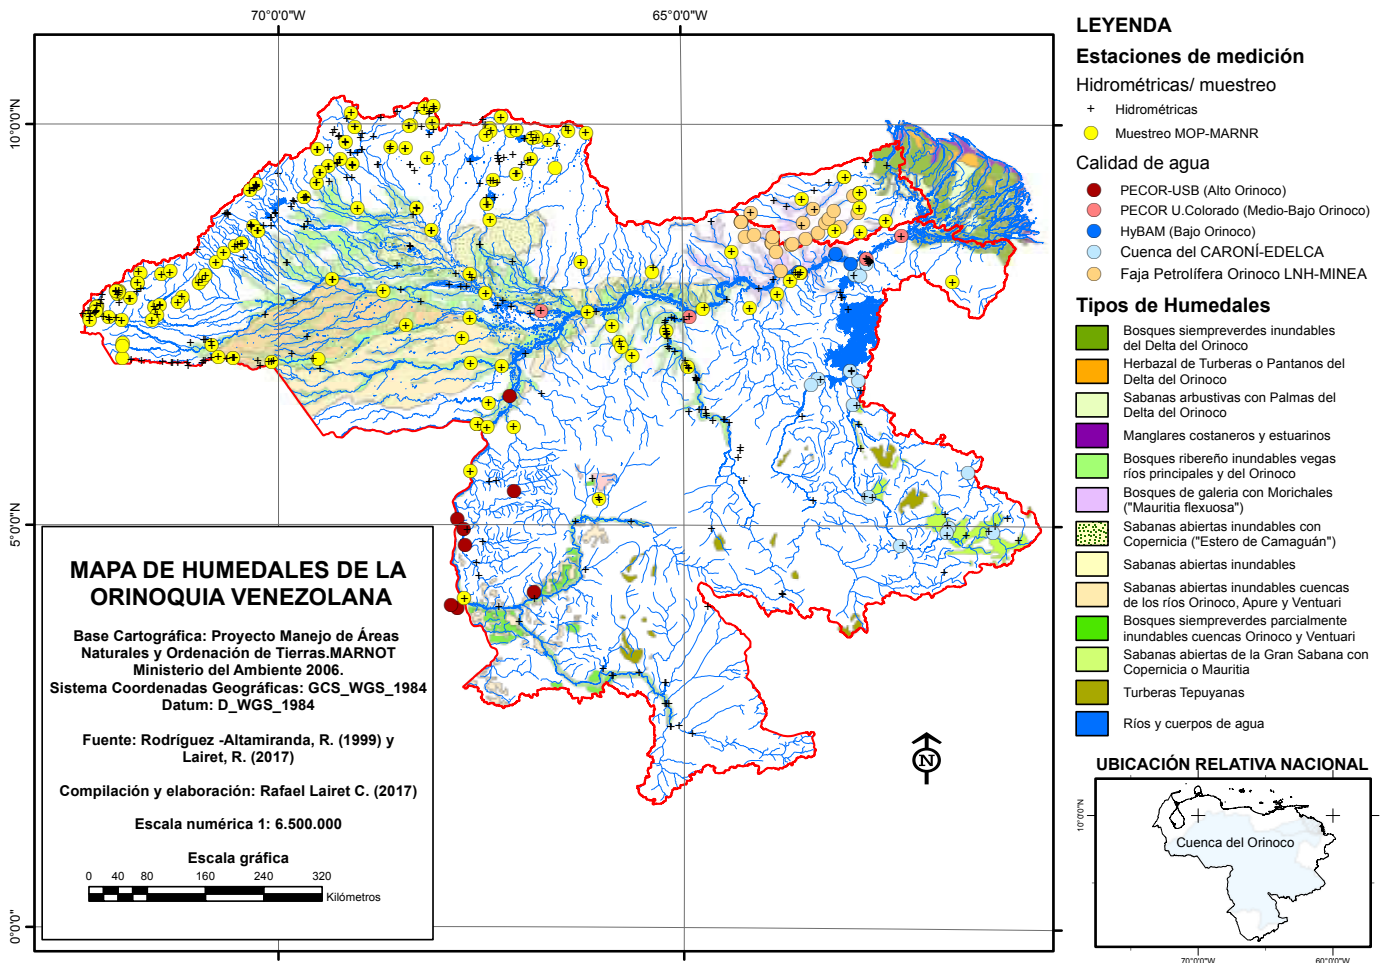 70°0'0"W
65°0'0"W
10°0'0"N
5°0'0"N
0°0'0"
MAPA DE HUMEDALES DE LA
ORINOQUIA VENEZOLANA
Base Cartográfica: Proyecto Manejo de Áreas
Naturales y Ordenación de Tierras.MARNOT
Ministerio del Ambiente 2006.
Sistema Coordenadas Geográficas: GCS_WGS_1984
Datum: D_WGS_1984
Fuente: Rodríguez -Altamiranda, R. (1999) y
Lairet, R. (2017)
Compilación y elaboración: Rafael Lairet C. (2017)
Escala numérica 1: 6.500.000
Escala gráfica
0 40 80 160 240 320
Kilómetros
N
LEYENDA
Estaciones de medición
Hidrométricas/ muestreo
Hidrométricas
Muestreo MOP-MARNR
Calidad de agua
PECOR-USB (Alto Orinoco)
PECOR U.Colorado (Medio-Bajo Orinoco)
HyBAM (Bajo Orinoco)
Cuenca del CARONÍ-EDELCA
Faja Petrolífera Orinoco LNH-MINEA
Tipos de Humedales
Bosques siempreverdes inundables
del Delta del Orinoco
Herbazal de Turberas o Pantanos del
Delta del Orinoco
Sabanas arbustivas con Palmas del
Delta del Orinoco
Manglares costaneros y estuarinos
Bosques ribereño inundables vegas
ríos principales y del Orinoco
Bosques de galeria con Morichales
("Mauritia flexuosa")
Sabanas abiertas inundables con
Copernicia ("Estero de Camaguán")
Sabanas abiertas inundables
Sabanas abiertas inundables cuencas
de los ríos Orinoco, Apure y Ventuari
Bosques siempreverdes parcialmente
inundables cuencas Orinoco y Ventuari
Sabanas abiertas de la Gran Sabana con
Copernicia o Mauritia
Turberas Tepuyanas
Ríos y cuerpos de agua
UBICACIÓN RELATIVA NACIONAL
10°0'0"N
Cuenca del Orinoco
70°0'0"W
60°0'0"W